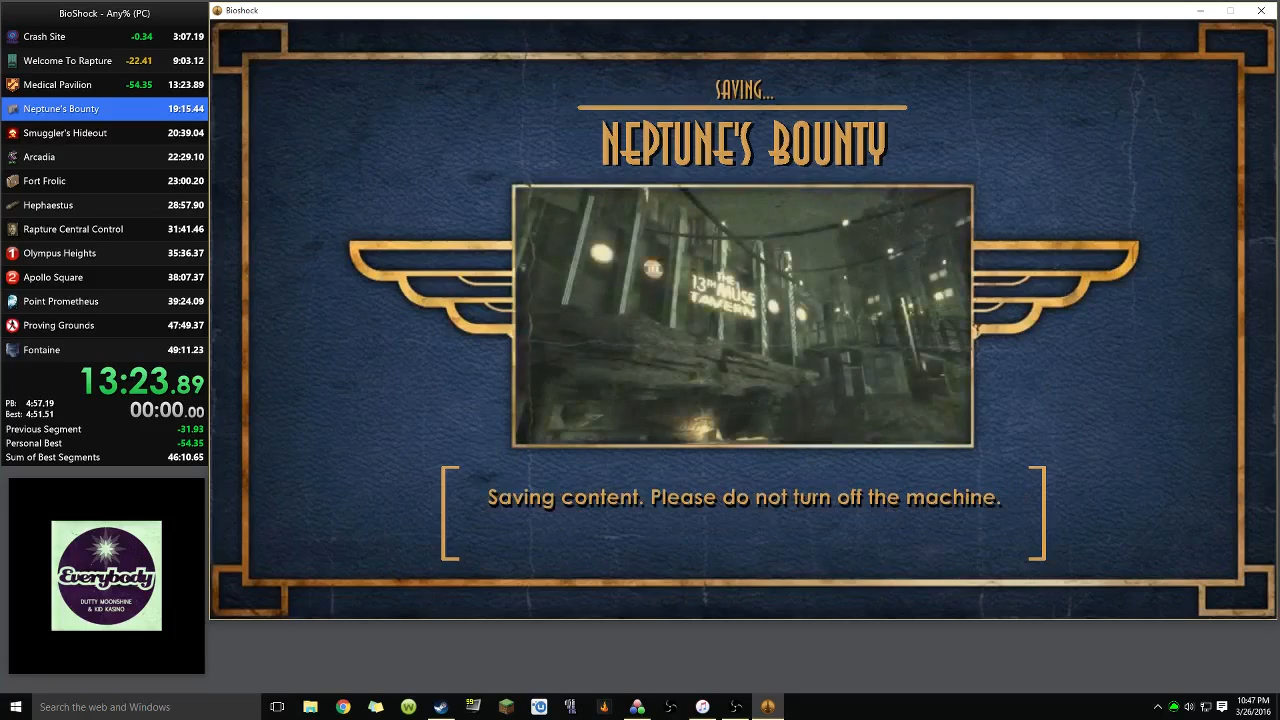 BioShock - Any% (PC)
Crash Site -0.34 3:07.19
Welcome To Rapture -22.41 9:03.12
Medical Pavilion -54.35 13:23.89
Neptune's Bounty 19:15.44
Smuggler's Hideout 20:39.04
Arcadia 22:29.10
Fort Frolic 23:00.20
Hephaestus 28:57.90
Rapture Central Control 31:41.46
Olympus Heights 35:36.37
Apollo Square 38:07.37
Point Prometheus 39:24.09
Proving Grounds 47:49.37
Fontaine 49:11.23
13:23.89
PB: 4:57.19
Best: 4:51.51
00:00.00
Previous Segment -31.93
Personal Best -54.35
Sum of Best Segments 46:10.65
Everybody
DUTTY MOONSHINE
& KID KASINO
Bioshock
SAVING...
NEPTUNE'S BOUNTY
THE
13TH MUSE
TAVERN
Saving content. Please do not turn off the machine.
Search the web and Windows
10:47 PM
3/26/2016